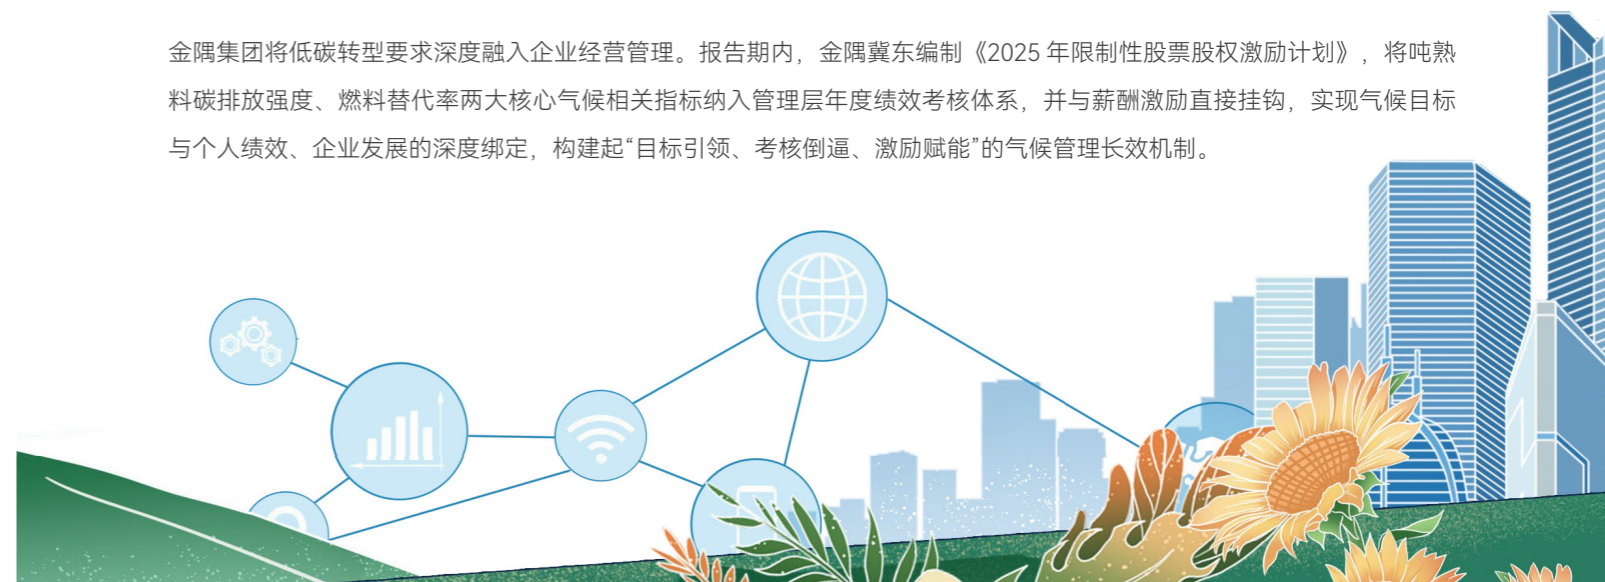 金隅集团将低碳转型要求深度融入企业经营管理。报告期内，金隅冀东编制《2025 年限制性股票股权激励计划》，将吨熟
料碳排放强度、燃料替代率两大核心气候相关指标纳入管理层年度绩效考核体系，并与薪酬激励直接挂钩，实现气候目标
与个人绩效、企业发展的深度绑定，构建起“目标引领、考核倒逼、激励赋能”的气候管理长效机制。